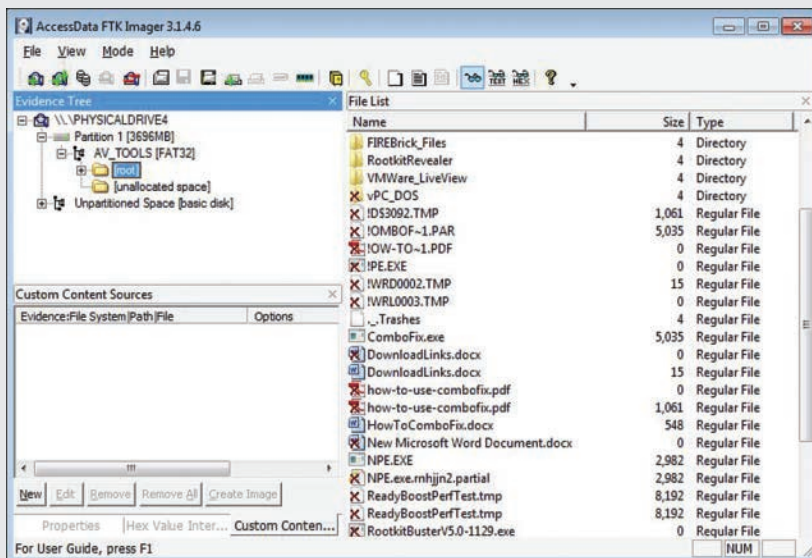 AccessData FTK Imager 3.1.4.6
File View Mode Help
Evidence Tree
\\.\PHYSICALDRIVE4
Partition 1 [3696MB]
AV_TOOLS [FAT32]
[root]
[unallocated space]
Unpartitioned Space [basic disk]
Custom Content Sources
Evidence:File System|Path|File Options
New Edit Remove Remove All Create Image
Properties Hex Value Inter... Custom Conten...
File List
Name Size Type
FIREBrick_Files 4 Directory
RootkitRevealer 4 Directory
VMWare_LiveView 4 Directory
vPC_DOS 4 Directory
!DS3092.TMP 1,061 Regular File
!OMBOF~1.PAR 5,035 Regular File
!OW-TO~1.PDF 0 Regular File
!PE.EXE 0 Regular File
!WRD0002.TMP 15 Regular File
!WRL0003.TMP 0 Regular File
._.Trashes 4 Regular File
ComboFix.exe 5,035 Regular File
DownloadLinks.docx 0 Regular File
DownloadLinks.docx 15 Regular File
how-to-use-combofix.pdf 0 Regular File
how-to-use-combofix.pdf 1,061 Regular File
HowToComboFix.docx 548 Regular File
New Microsoft Word Document.docx 0 Regular File
NPE.EXE 2,982 Regular File
NPE.exe.mhjjn2.partial 2,982 Regular File
ReadyBoostPerfTest.tmp 8,192 Regular File
ReadyBoostPerfTest.tmp 8,192 Regular File
RootkitBusterV5.0-1129.exe 0 Regular File
For User Guide, press F1 NUM